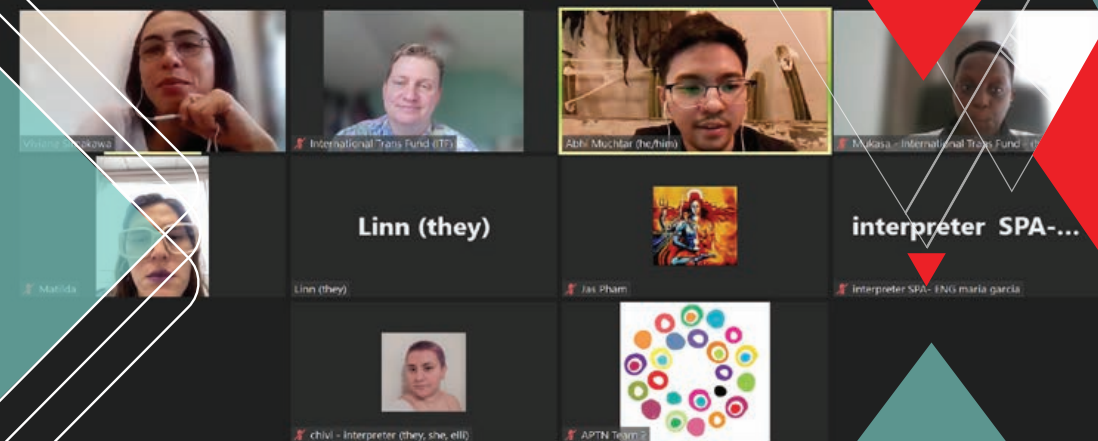 International Trans Fund (ITF)
Abhi Muchtar (he/him)
Mukasa - International Trans Fund -
Matilda
Linn (they)
Linn (they)
Jas Pham
interpreter SPA-...
interpreter SPA- ENG maria garcia
chivi - interpreter (they, she, elli)
APTN Team 2